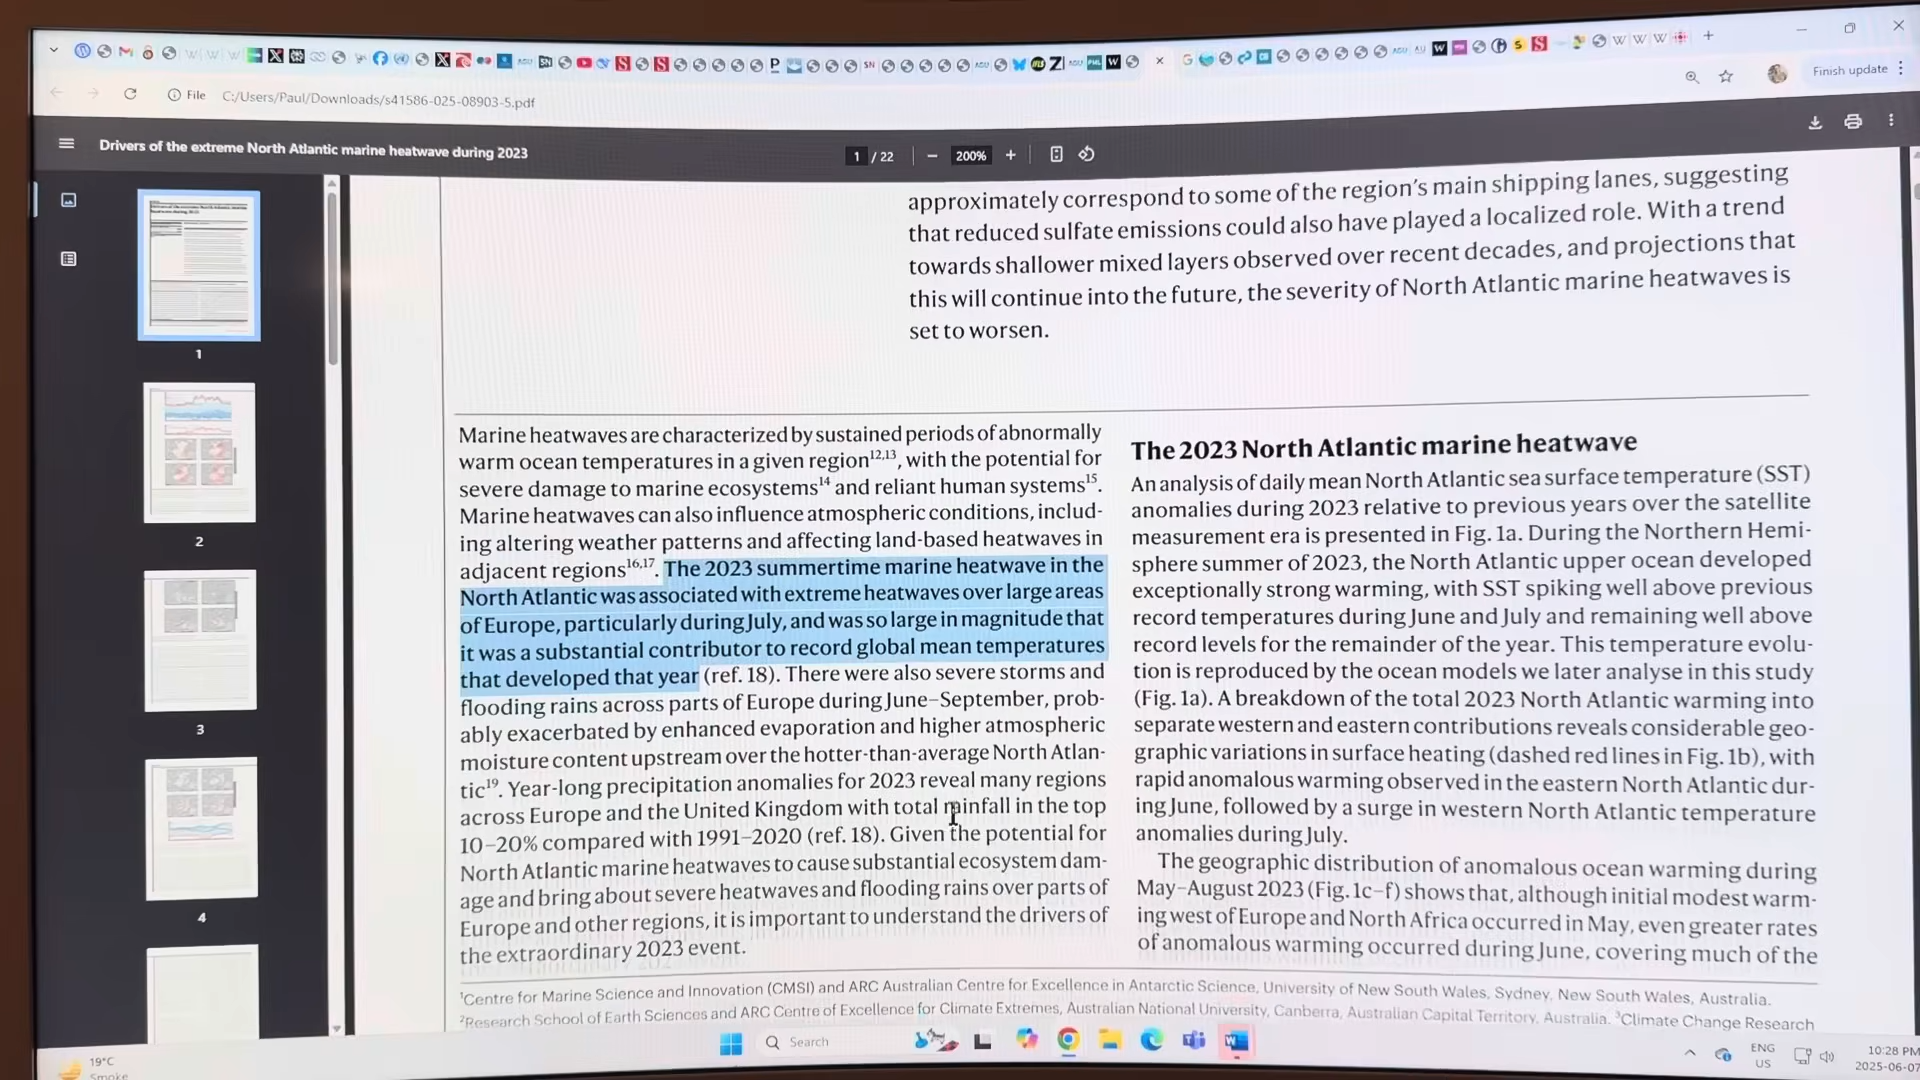 Finish update
File C:/Users/Paul/Downloads/s41586-025-08903-5.pdf
Drivers of the extreme North Atlantic marine heatwave during 2023
1 / 22
200%
1
2
3
4
approximately correspond to some of the region's main shipping lanes, suggesting
that reduced sulfate emissions could also have played a localized role. With a trend
towards shallower mixed layers observed over recent decades, and projections that
this will continue into the future, the severity of North Atlantic marine heatwaves is
set to worsen.
Marine heatwaves are characterized by sustained periods of abnormally
warm ocean temperatures in a given region12,13, with the potential for
severe damage to marine ecosystems14 and reliant human systems15.
Marine heatwaves can also influence atmospheric conditions, includ-
ing altering weather patterns and affecting land-based heatwaves in
adjacent regions16,17. The 2023 summertime marine heatwave in the
North Atlantic was associated with extreme heatwaves over large areas
of Europe, particularly during July, and was so large in magnitude that
it was a substantial contributor to record global mean temperatures
that developed that year (ref. 18). There were also severe storms and
flooding rains across parts of Europe during June–September, prob-
ably exacerbated by enhanced evaporation and higher atmospheric
moisture content upstream over the hotter-than-average North Atlan-
tic19. Year-long precipitation anomalies for 2023 reveal many regions
across Europe and the United Kingdom with total rainfall in the top
10–20% compared with 1991–2020 (ref. 18). Given the potential for
North Atlantic marine heatwaves to cause substantial ecosystem dam-
age and bring about severe heatwaves and flooding rains over parts of
Europe and other regions, it is important to understand the drivers of
the extraordinary 2023 event.
The 2023 North Atlantic marine heatwave
An analysis of daily mean North Atlantic sea surface temperature (SST)
anomalies during 2023 relative to previous years over the satellite
measurement era is presented in Fig. 1a. During the Northern Hemi-
sphere summer of 2023, the North Atlantic upper ocean developed
exceptionally strong warming, with SST spiking well above previous
record temperatures during June and July and remaining well above
record levels for the remainder of the year. This temperature evolu-
tion is reproduced by the ocean models we later analyse in this study
(Fig. 1a). A breakdown of the total 2023 North Atlantic warming into
separate western and eastern contributions reveals considerable geo-
graphic variations in surface heating (dashed red lines in Fig. 1b), with
rapid anomalous warming observed in the eastern North Atlantic dur-
ing June, followed by a surge in western North Atlantic temperature
anomalies during July.
The geographic distribution of anomalous ocean warming during
May–August 2023 (Fig. 1c–f) shows that, although initial modest warm-
ing west of Europe and North Africa occurred in May, even greater rates
of anomalous warming occurred during June, covering much of the
1Centre for Marine Science and Innovation (CMSI) and ARC Australian Centre for Excellence in Antarctic Science, University of New South Wales, Sydney, New South Wales, Australia.
2Research School of Earth Sciences and ARC Centre of Excellence for Climate Extremes, Australian National University, Canberra, Australian Capital Territory, Australia. 3Climate Change Research
19°C
Smoke
Search
ENG
US
10:28 PM
2025-06-07